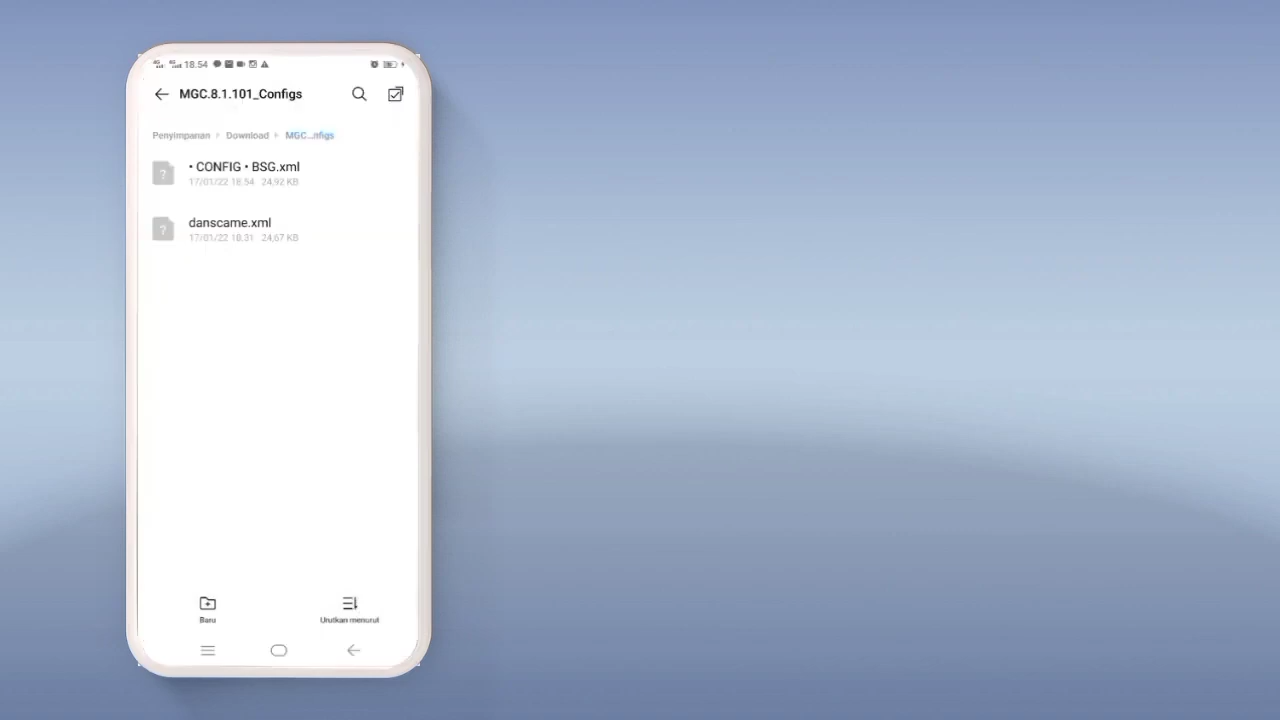 18.54
MGC.8.1.101_Configs
Penyimpanan › Download › MGC...nfigs
• CONFIG • BSG.xml
17/01/22 18.54 24,92 KB
danscame.xml
17/01/22 18.31 24,67 KB
Baru
Urutkan menurut